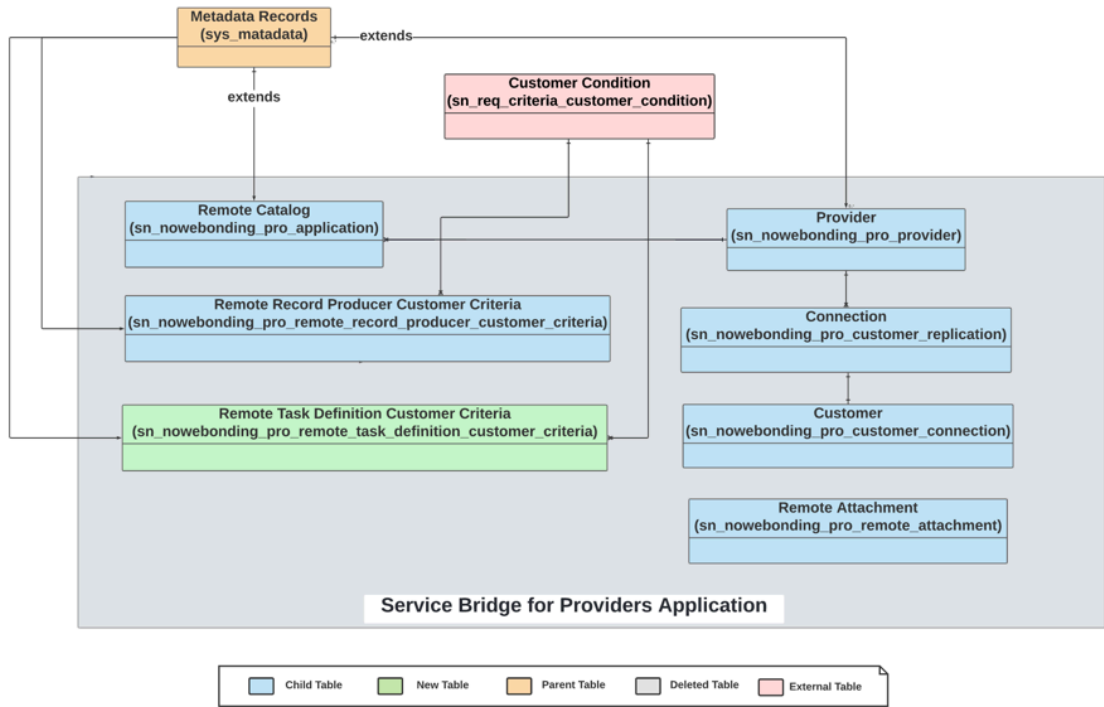 Metadata Records
(sys_matadata)
extends
extends
Customer Condition
(sn_req_criteria_customer_condition)
Remote Catalog
(sn_nowebonding_pro_application)
Provider
(sn_nowebonding_pro_provider)
Remote Record Producer Customer Criteria
(sn_nowebonding_pro_remote_record_producer_customer_criteria)
Connection
(sn_nowebonding_pro_customer_replication)
Remote Task Definition Customer Criteria
(sn_nowebonding_pro_remote_task_definition_customer_criteria)
Customer
(sn_nowebonding_pro_customer_connection)
Remote Attachment
(sn_nowebonding_pro_remote_attachment)
Service Bridge for Providers Application
Child Table
New Table
Parent Table
Deleted Table
External Table